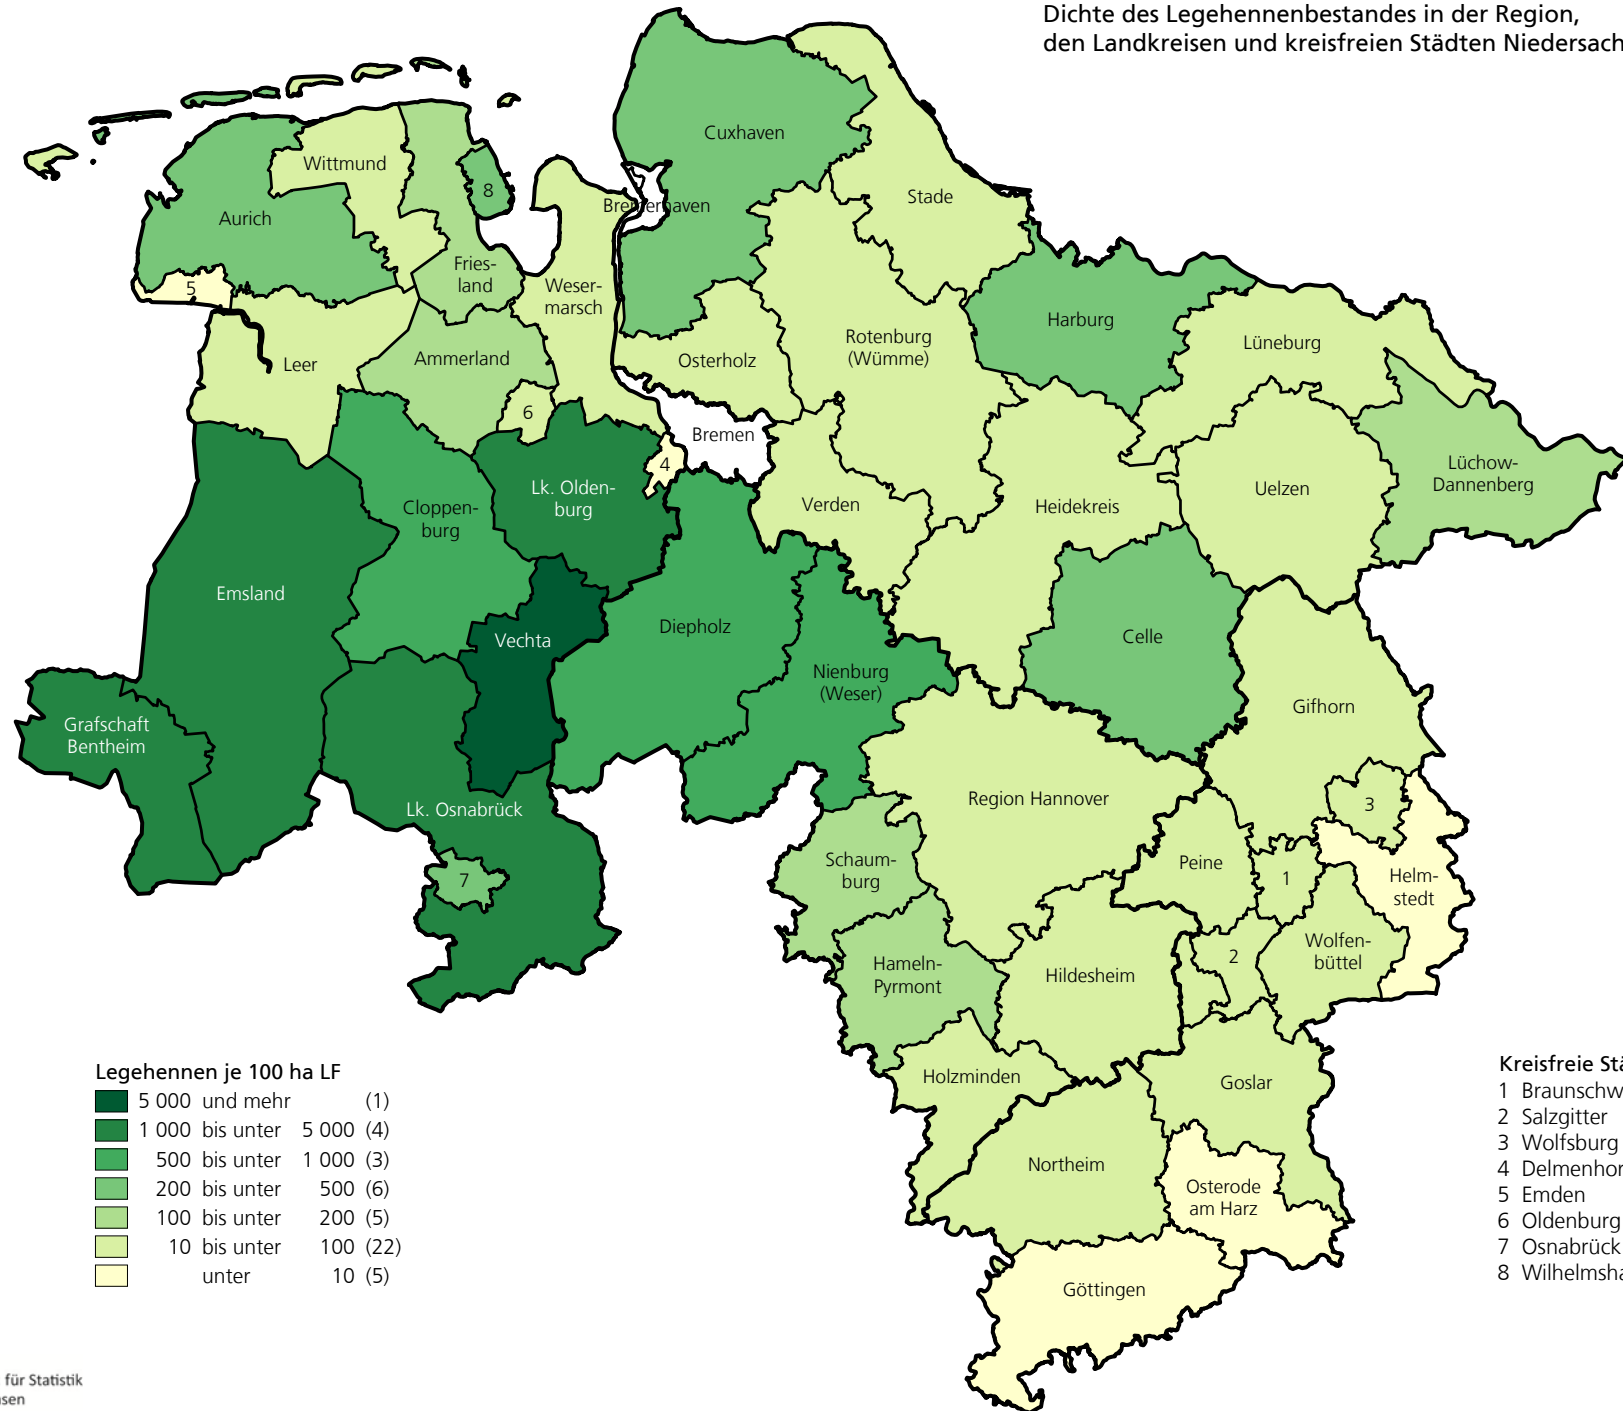 Dichte des Legehennenbestandes in der Region,
den Landkreisen und kreisfreien Städten
Cuxhaven
Wittmund
8
Stade
Bremerhaven
Aurich
Fries-
land
5
Weser-
marsch
Harburg
Rotenburg
(Wümme)
Lüneburg
Leer
Ammerland
Osterholz
6
Bremen
4
Lüchow-
Dannenberg
Lk. Olden-
burg
Uelzen
Cloppen-
burg
Verden
Heidekreis
Emsland
Diepholz
Celle
Vechta
Nienburg
(Weser)
Gifhorn
Grafschaft
Bentheim
Region Hannover
3
Lk. Osnabrück
Schaum-
burg
Peine
7
1
Helm-
stedt
Wolfen-
büttel
2
Hameln-
Pyrmont
Hildesheim
Holzminden
Goslar
Northeim
Osterode
am Harz
Göttingen
Legehennen je 100 ha LF
5 000 und mehr (1)
1 000 bis unter 5 000 (4)
500 bis unter 1 000 (3)
200 bis unter 500 (6)
100 bis unter 200 (5)
10 bis unter 100 (22)
unter 10 (5)
Kreisfreie
1
2 Salzgitter
3 Wolfsburg
4
5 Emden
6 Oldenburg
7 Osnabrück
8
für Statistik